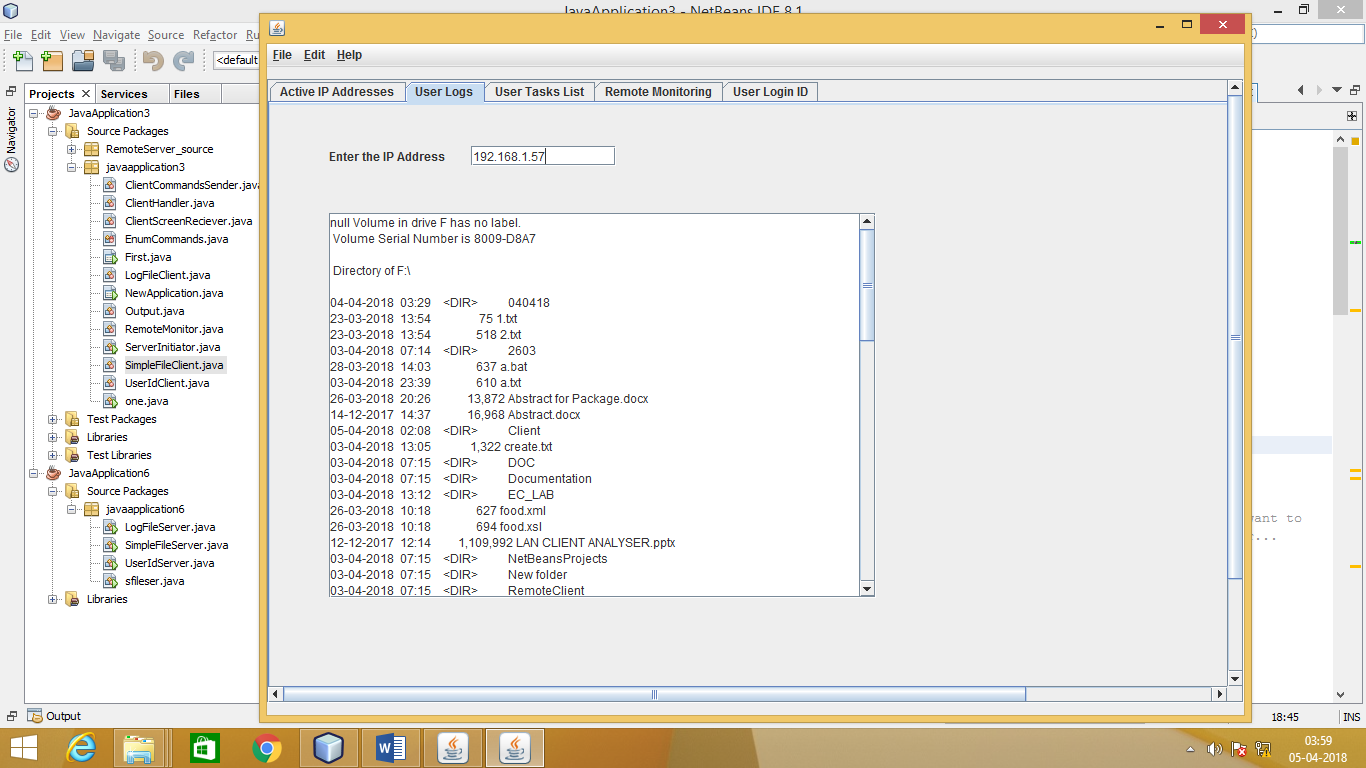 JavaApplication3 - NetBeans IDE 8.1
File Edit View Navigate Source Refactor Ru
<default
Projects Services Files
Navigator
JavaApplication3
Source Packages
RemoteServer_source
javaapplication3
ClientCommandsSender.java
ClientHandler.java
ClientScreenReciever.java
EnumCommands.java
First.java
LogFileClient.java
NewApplication.java
Output.java
RemoteMonitor.java
ServerInitiator.java
SimpleFileClient.java
UserIdClient.java
one.java
Test Packages
Libraries
Test Libraries
JavaApplication6
Source Packages
javaapplication6
LogFileServer.java
SimpleFileServer.java
UserIdServer.java
sfileser.java
Libraries
Output
File Edit Help
Active IP Addresses User Logs User Tasks List Remote Monitoring User Login ID
Enter the IP Address 192.168.1.57
null Volume in drive F has no label.
Volume Serial Number is 8009-D8A7
Directory of F:\
04-04-2018 03:29 <DIR> 040418
23-03-2018 13:54 75 1.txt
23-03-2018 13:54 518 2.txt
03-04-2018 07:14 <DIR> 2603
28-03-2018 14:03 637 a.bat
03-04-2018 23:39 610 a.txt
26-03-2018 20:26 13,872 Abstract for Package.docx
14-12-2017 14:37 16,968 Abstract.docx
05-04-2018 02:08 <DIR> Client
03-04-2018 13:05 1,322 create.txt
03-04-2018 07:15 <DIR> DOC
03-04-2018 07:15 <DIR> Documentation
03-04-2018 13:12 <DIR> EC_LAB
26-03-2018 10:18 627 food.xml
26-03-2018 10:18 694 food.xsl
12-12-2017 12:14 1,109,992 LAN CLIENT ANALYSER.pptx
03-04-2018 07:15 <DIR> NetBeansProjects
03-04-2018 07:15 <DIR> New folder
03-04-2018 07:15 <DIR> RemoteClient
want to
r...
18:45 INS
03:59
05-04-2018